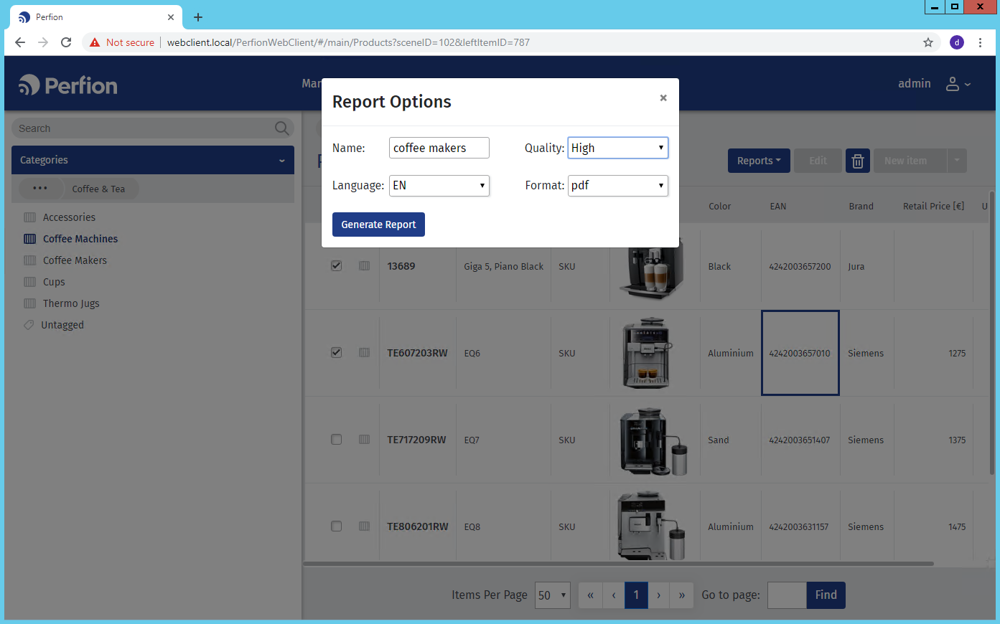 Perfion
Not secure | webclient.local/PerfionWebClient/#/main/Products?sceneID=102&leftItemID=787
d
Perfion
Mar
admin
Report Options
×
Name: coffee makers Quality: High
Language: EN Format: pdf
Generate Report
Search
Categories
••• Coffee & Tea
Accessories
Coffee Machines
Coffee Makers
Cups
Thermo Jugs
Untagged
Reports Edit New item
Color EAN Brand Retail Price [€] U
13689 Giga 5, Piano Black SKU Black 4242003657200 Jura
TE607203RW EQ6 SKU Aluminium 4242003657010 Siemens 1275
TE717209RW EQ7 SKU Sand 4242003651407 Siemens 1375
TE806201RW EQ8 SKU Aluminium 4242003631157 Siemens 1475
Items Per Page 50 « ‹ 1 › » Go to page: Find